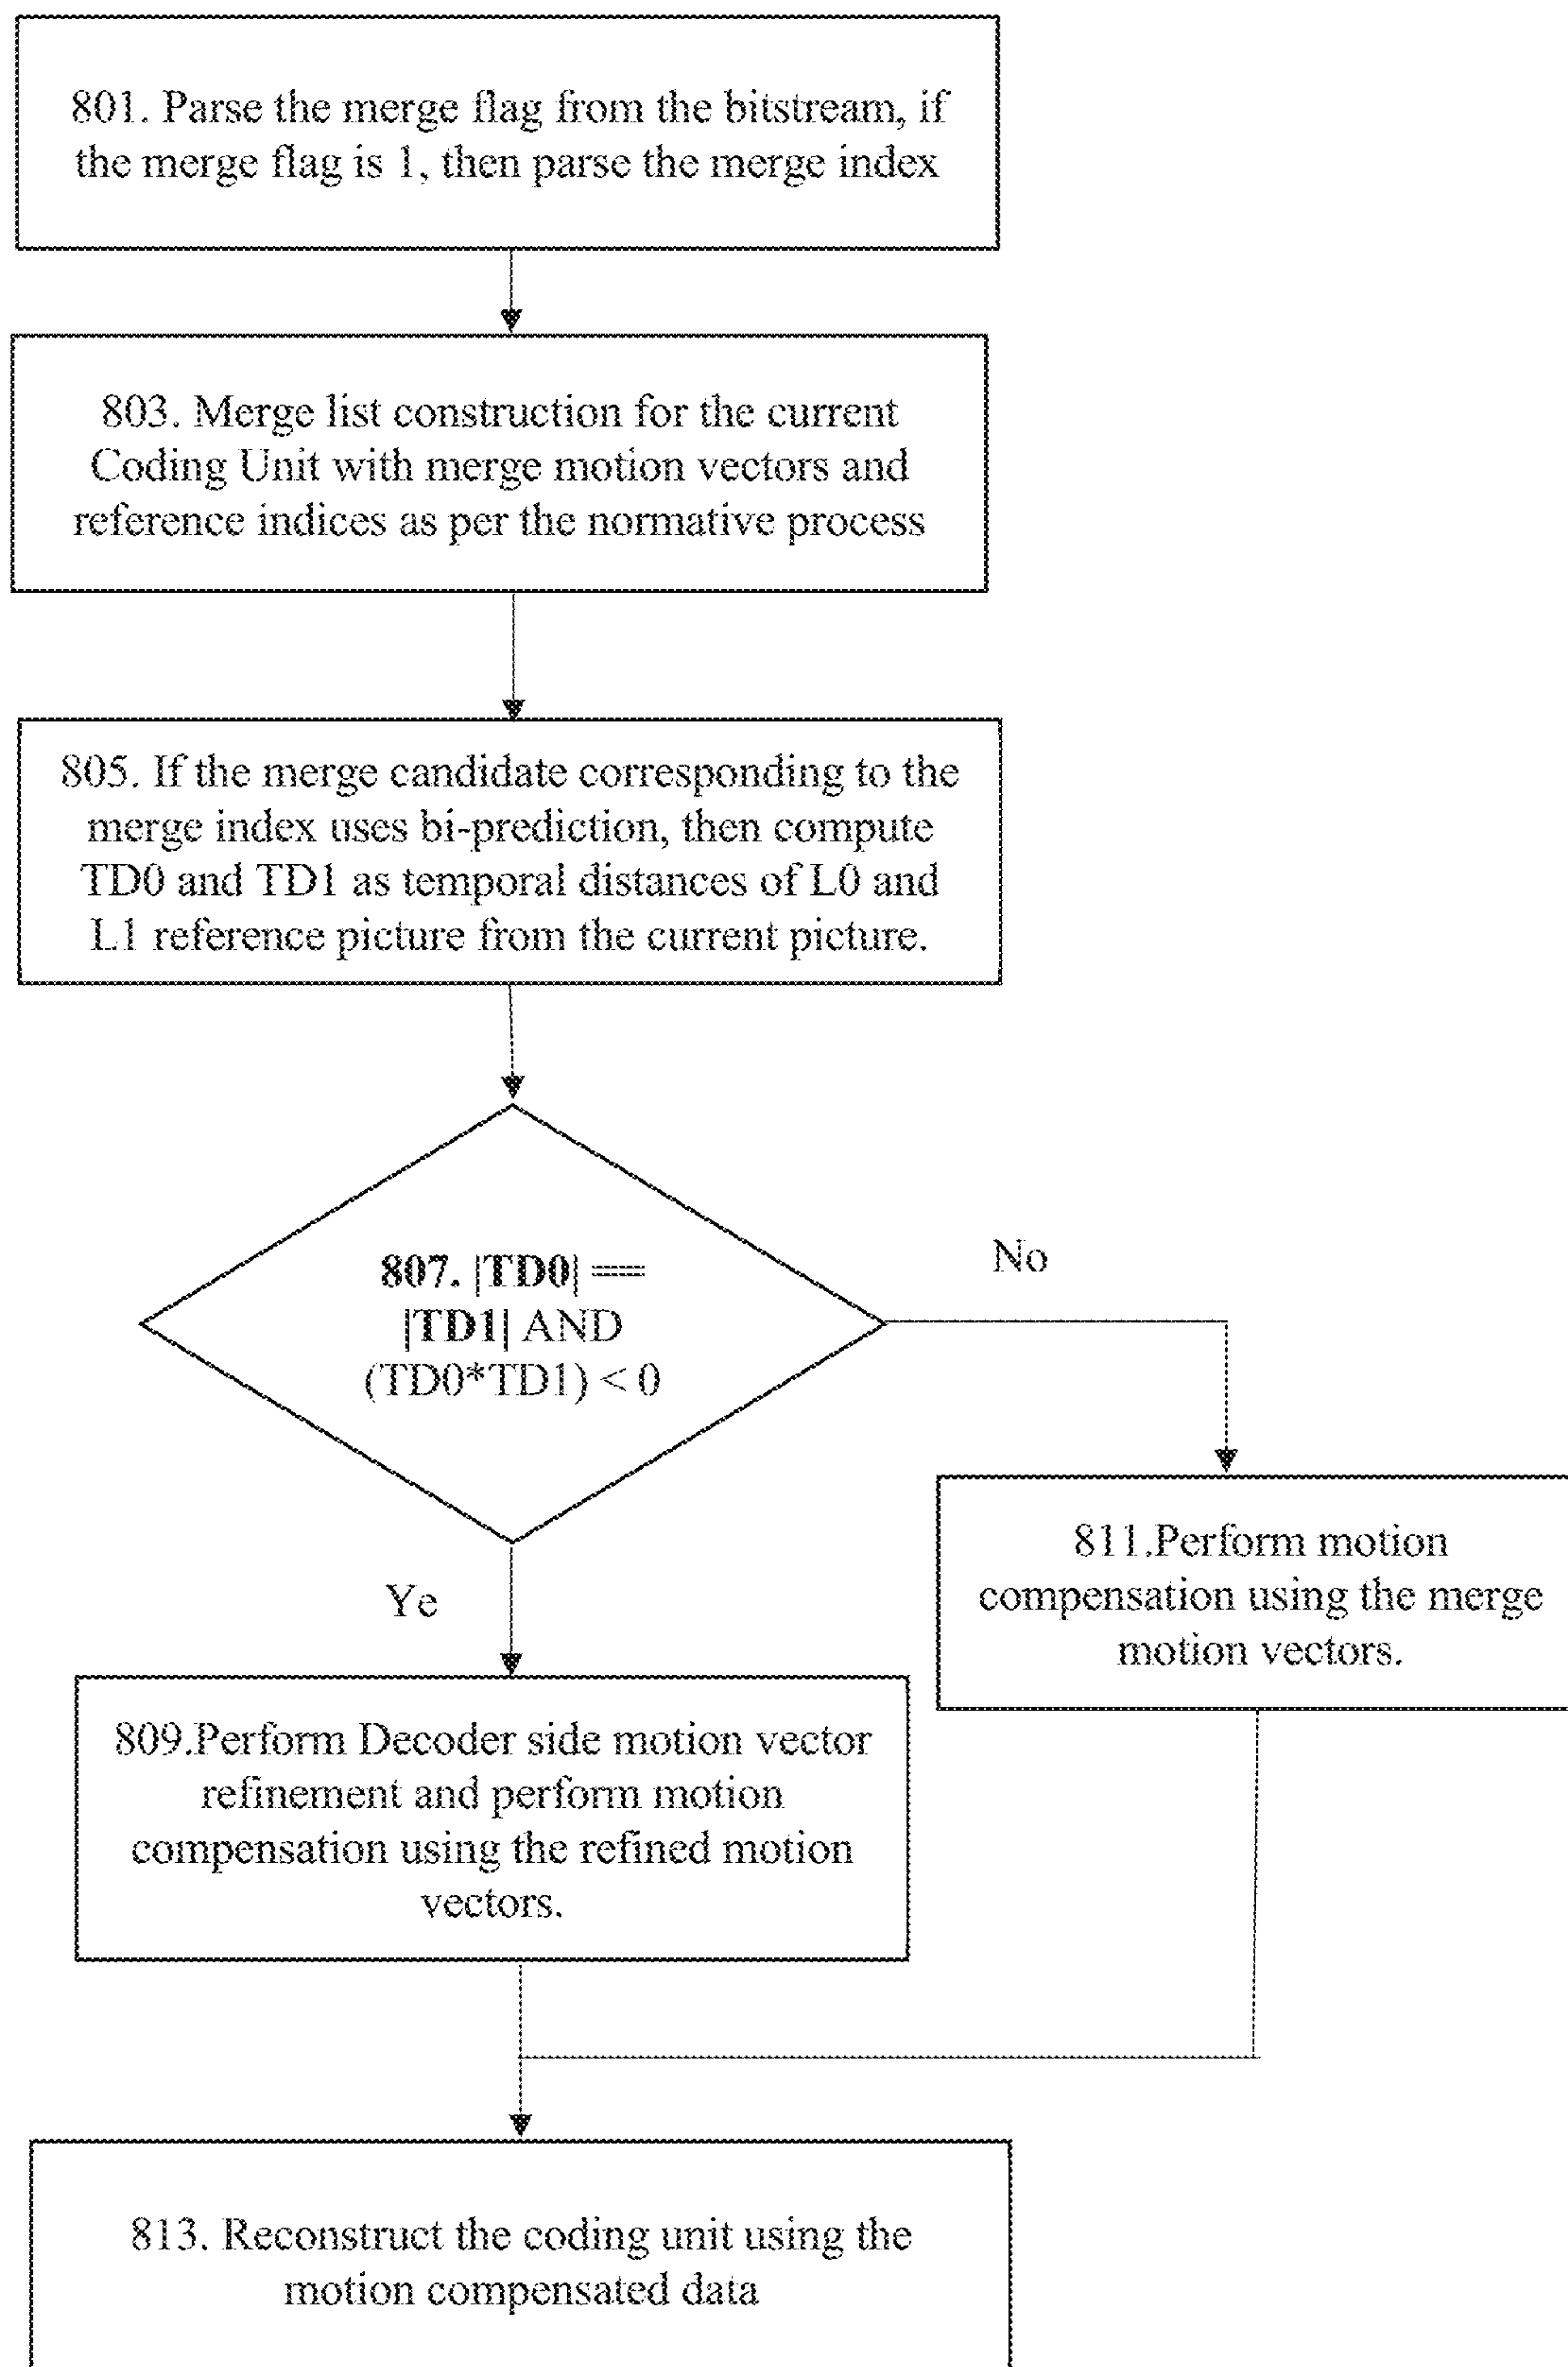 801. Parse the merge flag from the bitstream, if
the merge flag is 1, then parse the merge index
803. Merge list construction for the current
Coding Unit with merge motion vectors and
reference indices as per the normative process
805. If the merge candidate corresponding to the
merge index uses bi-prediction, then compute
TD0 and TD1 as temporal distances of L0 and
L1 reference picture from the current picture.
807. |TD0| ==
|TD1| AND
(TD0*TD1) < 0
No
Ye
811.Perform motion
compensation using the merge
motion vectors.
809.Perform Decoder side motion vector
refinement and perform motion
compensation using the refined motion
vectors.
813. Reconstruct the coding unit using the
motion compensated data